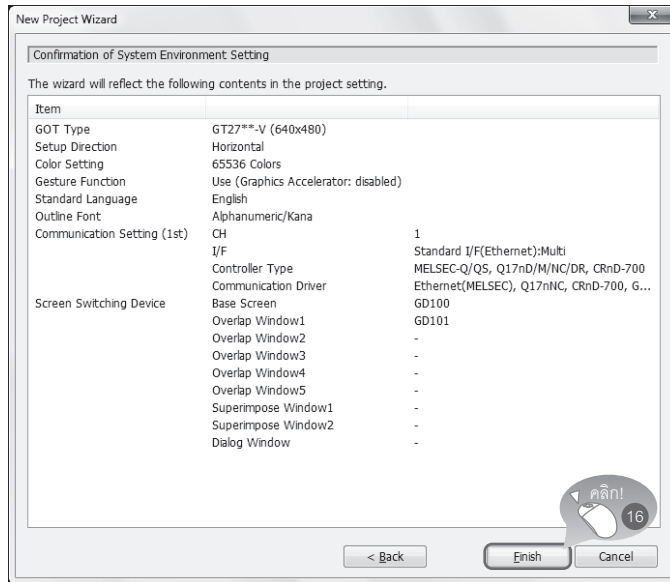 New Project Wizard
x
Confirmation of System Environment Setting
The wizard will reflect the following contents in the project setting.
Item
GOT Type GT27**-V (640x480)
Setup Direction Horizontal
Color Setting 65536 Colors
Gesture Function Use (Graphics Accelerator: disabled)
Standard Language English
Outline Font Alphanumeric/Kana
Communication Setting (1st) CH 1
I/F Standard I/F(Ethernet):Multi
Controller Type MELSEC-Q/QS, Q17nD/M/NC/DR, CRnD-700
Communication Driver Ethernet(MELSEC), Q17nNC, CRnD-700, G...
Screen Switching Device Base Screen GD100
Overlap Window1 GD101
Overlap Window2 -
Overlap Window3 -
Overlap Window4 -
Overlap Window5 -
Superimpose Window1 -
Superimpose Window2 -
Dialog Window -
คลิก!
16
< Back Finish Cancel